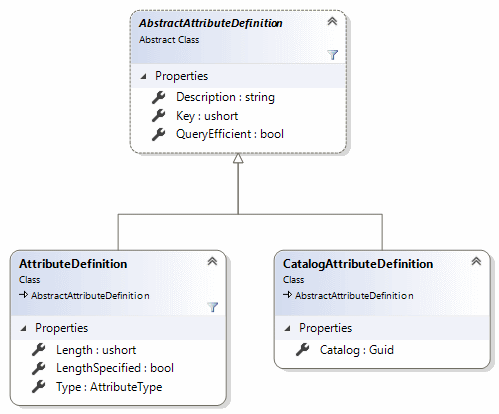 AbstractAttributeDefinition
Abstract Class
Properties
Description : string
Key : ushort
QueryEfficient : bool
AttributeDefinition
Class
AbstractAttributeDefinition
Properties
Length : ushort
LengthSpecified : bool
Type : AttributeType
CatalogAttributeDefinition
Class
AbstractAttributeDefinition
Properties
Catalog : Guid